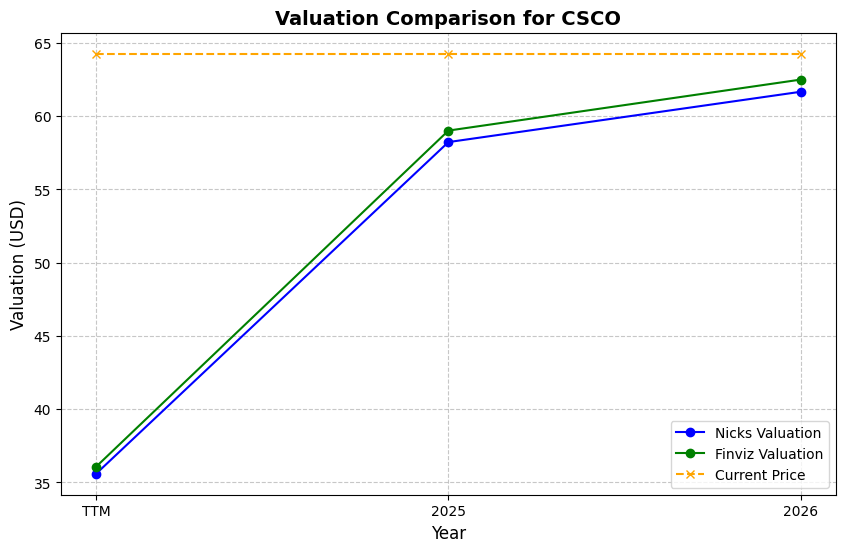 Valuation Comparison for CSCO
Valuation (USD)
65
60
55
50
45
40
35
Nicks Valuation
Finviz Valuation
Current Price
TTM
2025
2026
Year